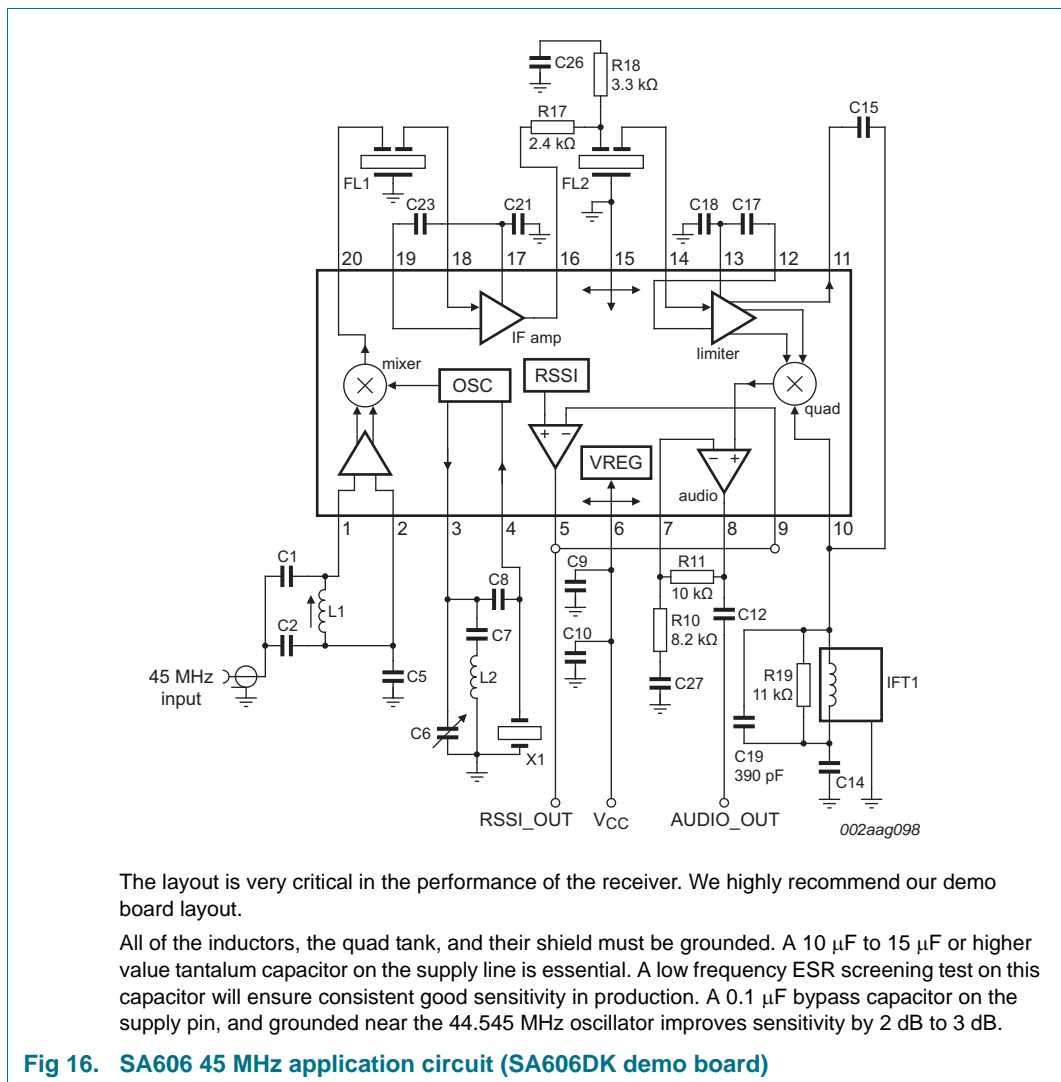 C26
R18
3.3 kΩ
R17
2.4 kΩ
C15
FL1
FL2
C23
C21
C18
C17
20 19 18 17 16 15 14 13 12 11
IF amp
limiter
mixer
OSC
RSSI
quad
+ −
VREG
− +
audio
1 2 3 4 5 6 7 8 9 10
C1
L1
C2
C8
C9
R11
10 kΩ
C7
C10
R10
8.2 kΩ
C12
45 MHz
input
C5
L2
C27
R19
11 kΩ
IFT1
C6
X1
C19
390 pF
C14
RSSI_OUT
VCC
AUDIO_OUT
002aag098
The layout is very critical in the performance of the receiver. We highly recommend our demo
board layout.
All of the inductors, the quad tank, and their shield must be grounded. A 10 μF to 15 μF or higher
value tantalum capacitor on the supply line is essential. A low frequency ESR screening test on this
capacitor will ensure consistent good sensitivity in production. A 0.1 μF bypass capacitor on the
supply pin, and grounded near the 44.545 MHz oscillator improves sensitivity by 2 dB to 3 dB.
Fig 16. SA606 45 MHz application circuit (SA606DK demo board)